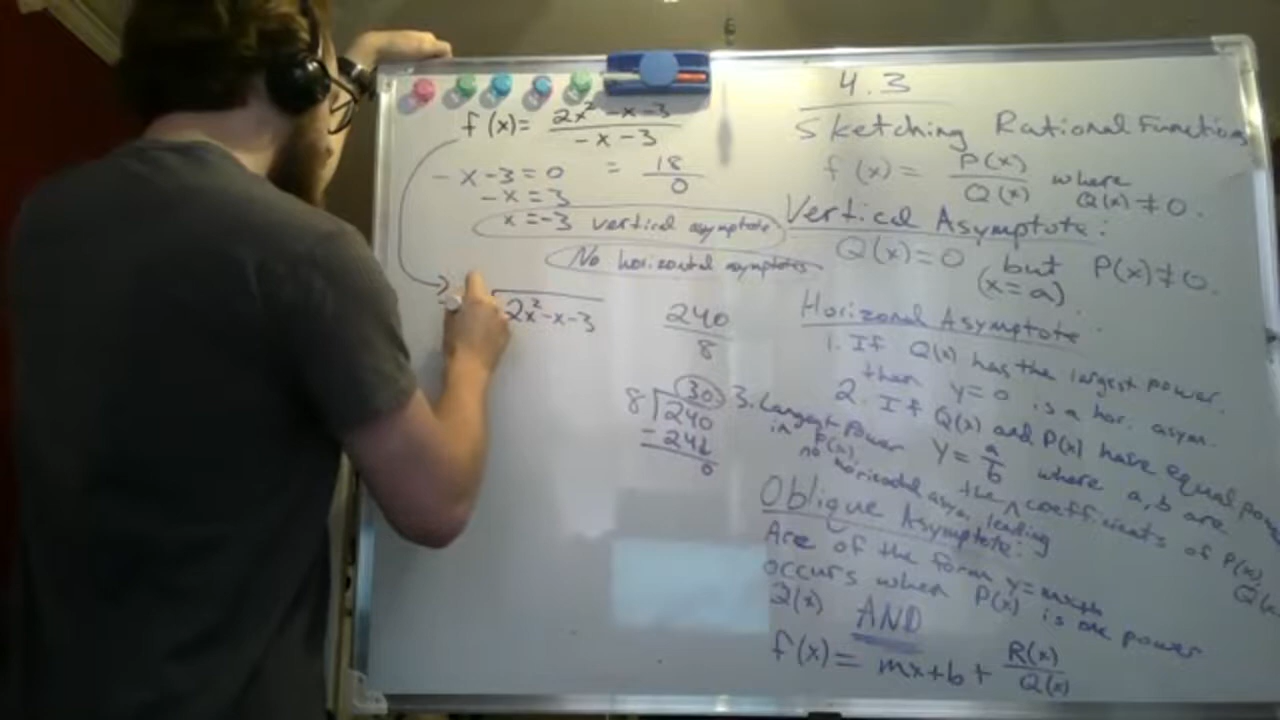 f(x) = 2x² - x - 3
- x - 3
- x - 3 = 0 = 18
0
- x = 3
x = -3 vertical asymptote
No horizontal asymptotes
2x² - x - 3
240
8
30
8 240
- 240
0
4.3
Sketching Rational Functions
f(x) = P(x) where
Q(x) Q(x) ≠ 0.
Vertical Asymptote:
Q(x) = 0 but P(x) ≠ 0.
(x = a)
Horizonal Asymptote
1. If Q(x) has the largest power.
then y = 0 is a hor. asym.
2. If Q(x) and P(x) have equal power
y = a where a, b are
b
the leading coefficients of P(x),
3. Largest Power
in P(x)
no horizontal asym.
Oblique Asymptote:
Are of the form y = mx+b
occurs when P(x) is one power
Q(x) AND
f(x) = mx+b + R(x)
Q(x)